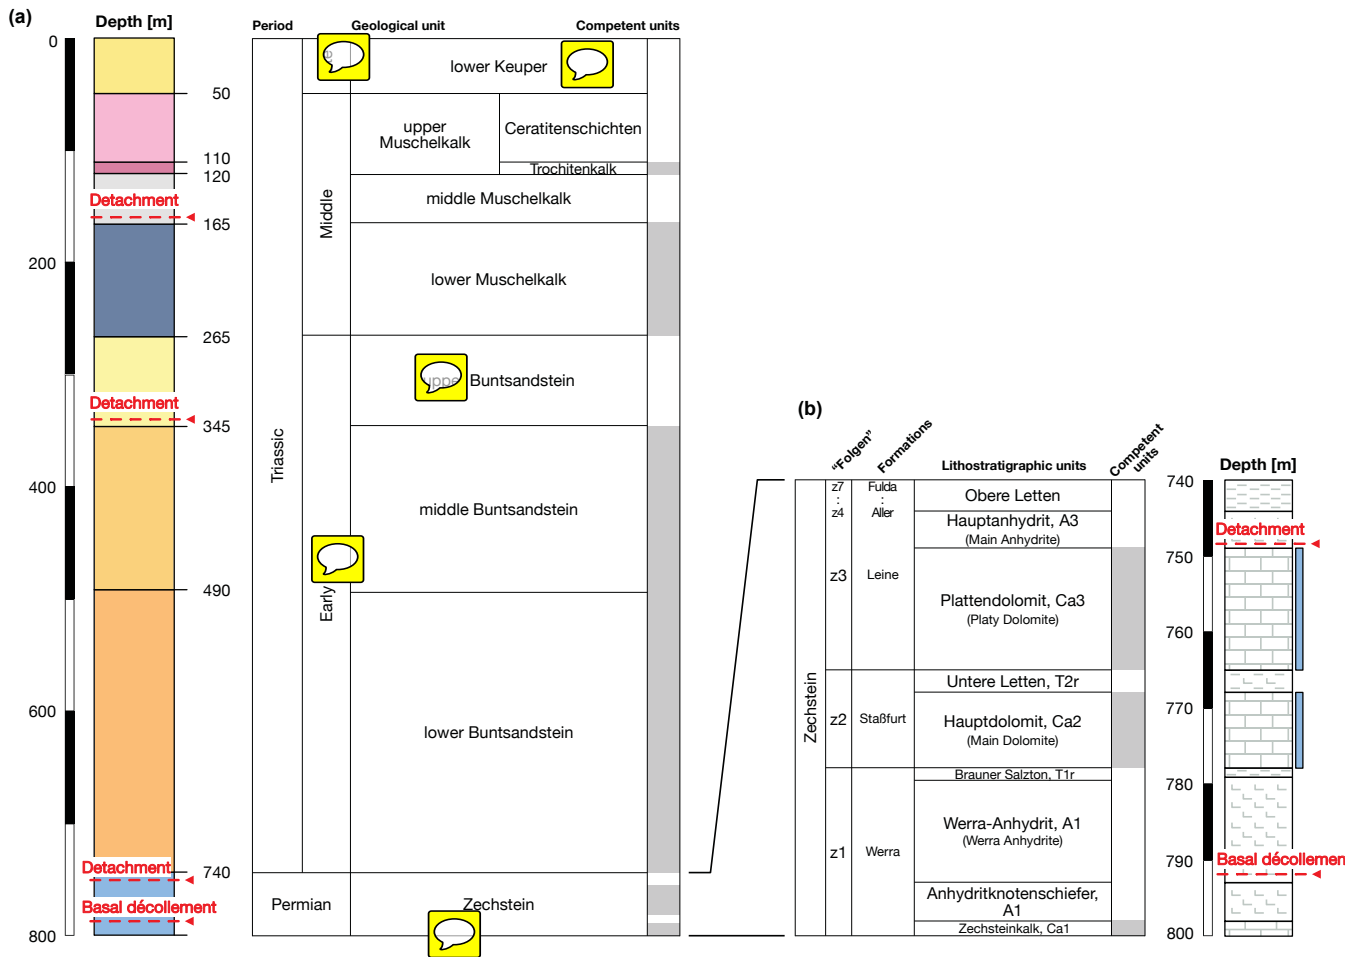 (a)
Depth [m]
Period
Geological unit
Competent units
0
lower Keuper
50
upper
Muschelkalk
Ceratitenschichten
110
Trochitenkalk
120
middle Muschelkalk
Detachment
165
Middle
200
lower Muschelkalk
265
upper Buntsandstein
Detachment
345
Triassic
400
middle Buntsandstein
490
Early
600
lower Buntsandstein
Detachment
740
Permian
Zechstein
Basal décollement
800
(b)
"Folgen"
Formations
Lithostratigraphic units
Competent
units
Depth [m]
740
z7
Fulda
:
:
z4
Aller
Obere Letten
Hauptanhydrit, A3
(Main Anhydrite)
Detachment
750
z3
Leine
Plattendolomit, Ca3
(Platy Dolomite)
760
Untere Letten, T2r
Zechstein
z2
Staßfurt
Hauptdolomit, Ca2
(Main Dolomite)
770
Brauner Salzton, T1r
780
z1
Werra
Werra-Anhydrit, A1
(Werra Anhydrite)
790
Basal décollemen
Anhydritknotenschiefer,
A1
Zechsteinkalk, Ca1
800